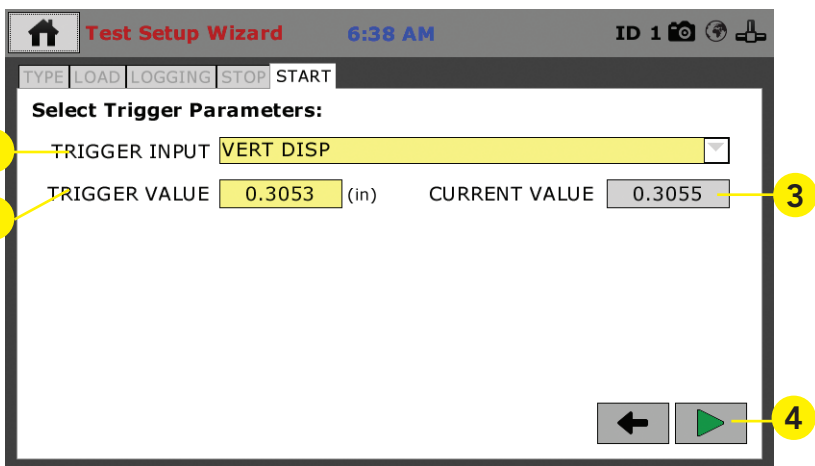 Test Setup Wizard 6:38 AM ID 1
TYPE LOAD LOGGING STOP START
Select Trigger Parameters:
TRIGGER INPUT VERT DISP
TRIGGER VALUE 0.3053 (in) CURRENT VALUE 0.3055 3
4